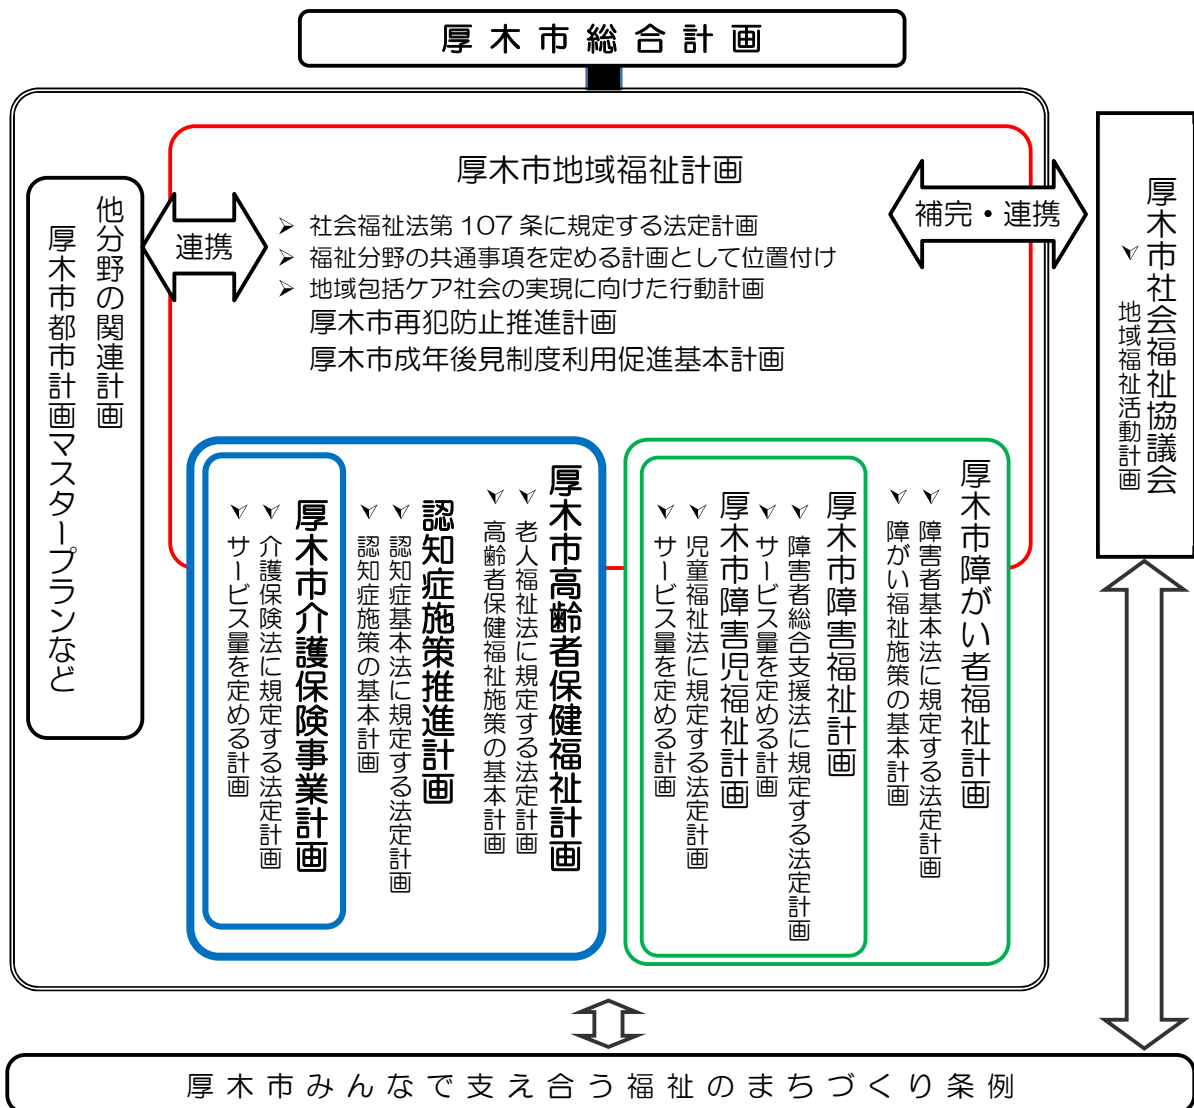 厚木市総合計画
厚木市地域福祉計画
➢ 社会福祉法第 107 条に規定する法定計画
➢ 福祉分野の共通事項を定める計画として位置付け
➢ 地域包括ケア社会の実現に向けた行動計画
厚木市再犯防止推進計画
厚木市成年後見制度利用促進基本計画
連携
補完・連携
他分野の関連計画
厚木市都市計画マスタープランなど
厚木市社会福祉協議会
➢ 地域福祉活動計画
厚木市障がい者福祉計画
➢ 障害者基本法に規定する法定計画
➢ 障がい福祉施策の基本計画
厚木市障害福祉計画
➢ 障害者総合支援法に規定する法定計画
➢ サービス量を定める計画
厚木市障害児福祉計画
➢ 児童福祉法に規定する法定計画
➢ サービス量を定める計画
厚木市高齢者保健福祉計画
➢ 老人福祉法に規定する法定計画
➢ 高齢者保健福祉施策の基本計画
認知症施策推進計画
➢ 認知症基本法に規定する法定計画
➢ 認知症施策の基本計画
厚木市介護保険事業計画
➢ 介護保険法に規定する法定計画
➢ サービス量を定める計画
厚木市みんなで支え合う福祉のまちづくり条例